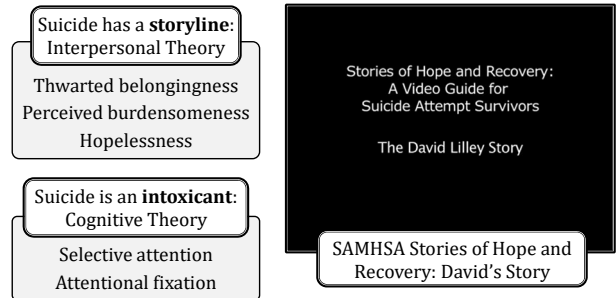 Suicide has a storyline:
Interpersonal Theory
Thwarted belongingness
Perceived burdensomeness
Hopelessness
Suicide is an intoxicant:
Cognitive Theory
Selective attention
Attentional fixation
Stories of Hope and Recovery:
A Video Guide for
Suicide Attempt Survivors
The David Lilley Story
SAMHSA Stories of Hope and
Recovery: David's Story